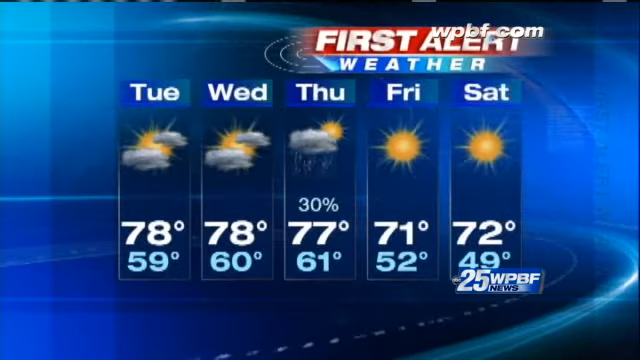 wpbf.com
FIRST ALERT
WEATHER
Tue Wed Thu Fri Sat
30%
78° 78° 77° 71° 72°
59° 60° 61° 52° 49°
abc 25 WPBF
NEWS